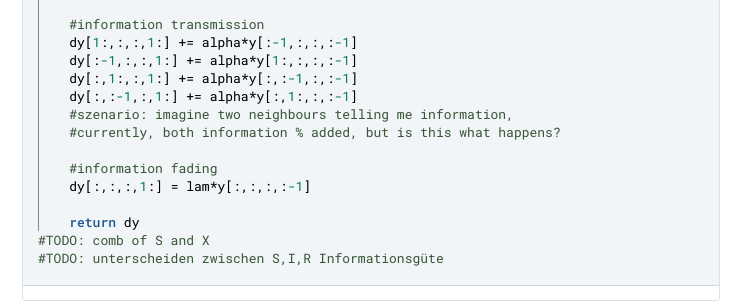 #information transmission
dy[1:,:,:,1:] += alpha*y[:-1,:,:,:-1]
dy[:-1,:,:,1:] += alpha*y[1:,:,:,:-1]
dy[:,1:,:,1:] += alpha*y[:,:-1,:,:-1]
dy[:,:-1,:,1:] += alpha*y[:,1:,:,:-1]
#szenario: imagine two neighbours telling me information,
#currently, both information % added, but is this what happens?
#information fading
dy[:,:,:,1:] = lam*y[:,:,:,:-1]
return dy
#TODO: comb of S and X
#TODO: unterscheiden zwischen S,I,R Informationsgüte